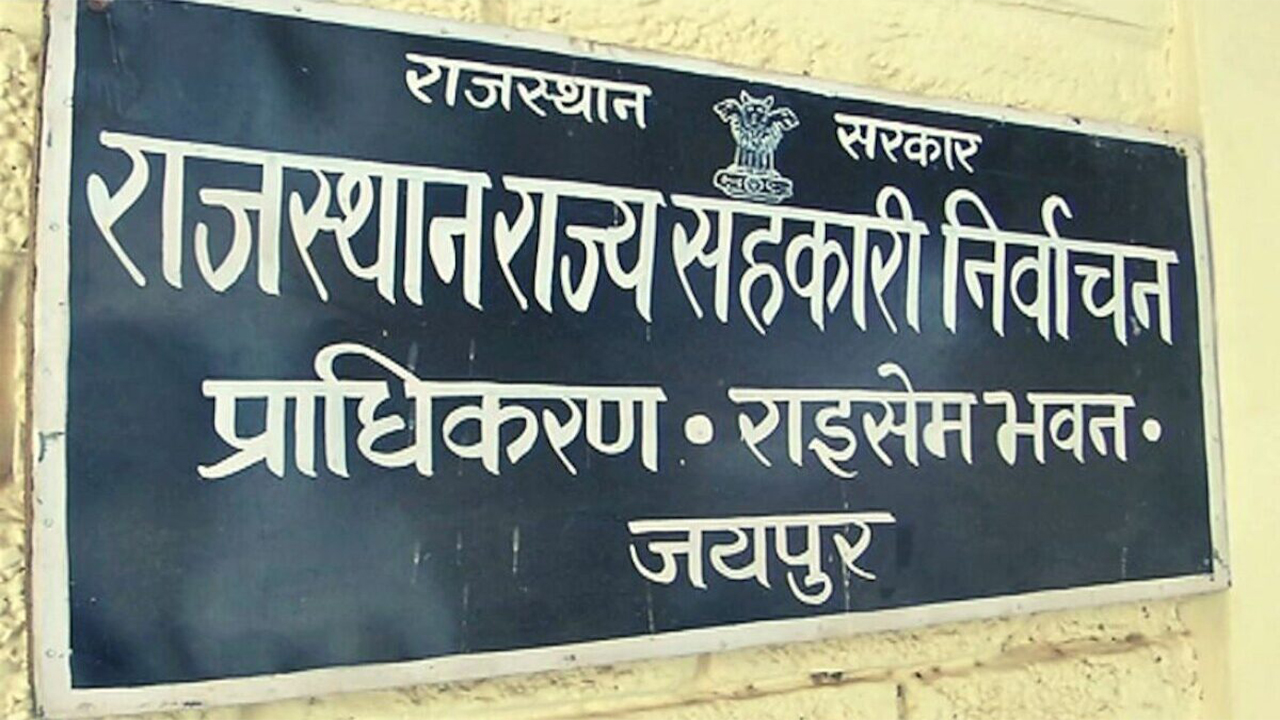 राजस्थान सरकार
राजस्थान राज्य सहकारी निर्वाचन
प्राधिकरण • राइसेम भवन •
जयपुर